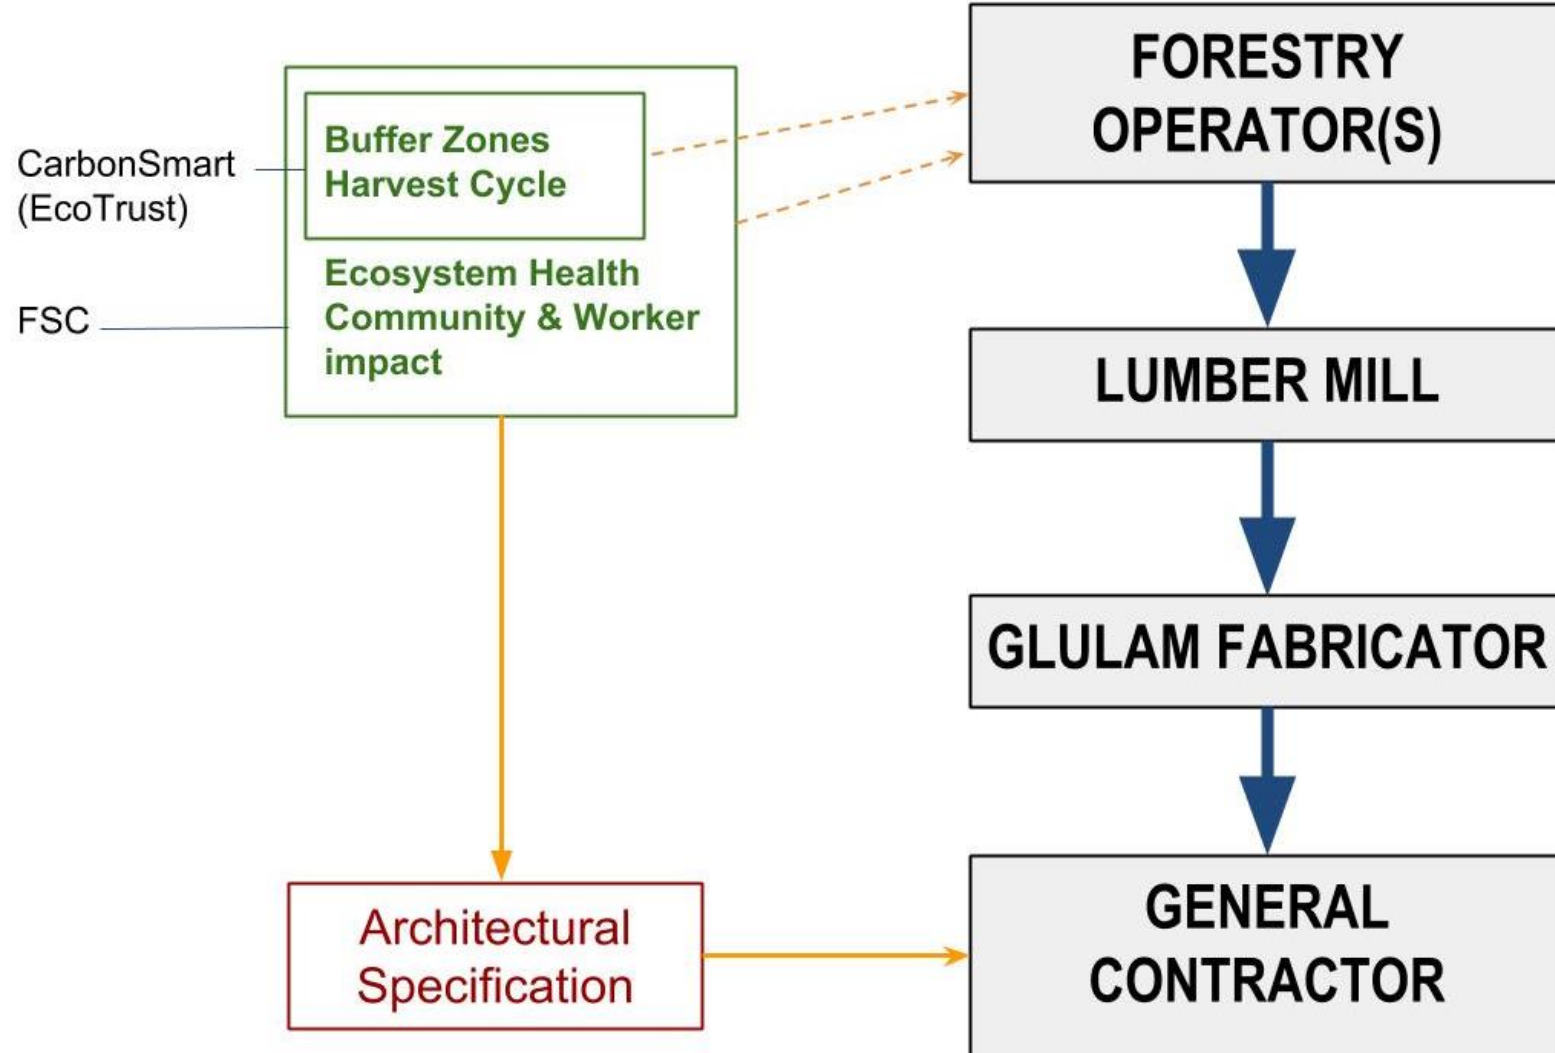 CarbonSmart
(EcoTrust)
FSC
Buffer Zones
Harvest Cycle
Ecosystem Health
Community & Worker
impact
Architectural
Specification
FORESTRY
OPERATOR(S)
LUMBER MILL
GLULAM FABRICATOR
GENERAL
CONTRACTOR